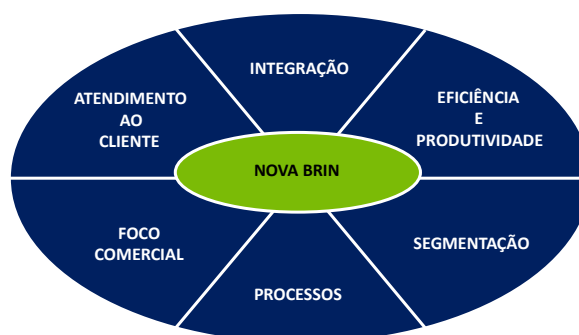 INTEGRAÇÃO
ATENDIMENTO
AO
CLIENTE
EFICIÊNCIA
E
PRODUTIVIDADE
NOVA BRIN
FOCO
COMERCIAL
SEGMENTAÇÃO
PROCESSOS